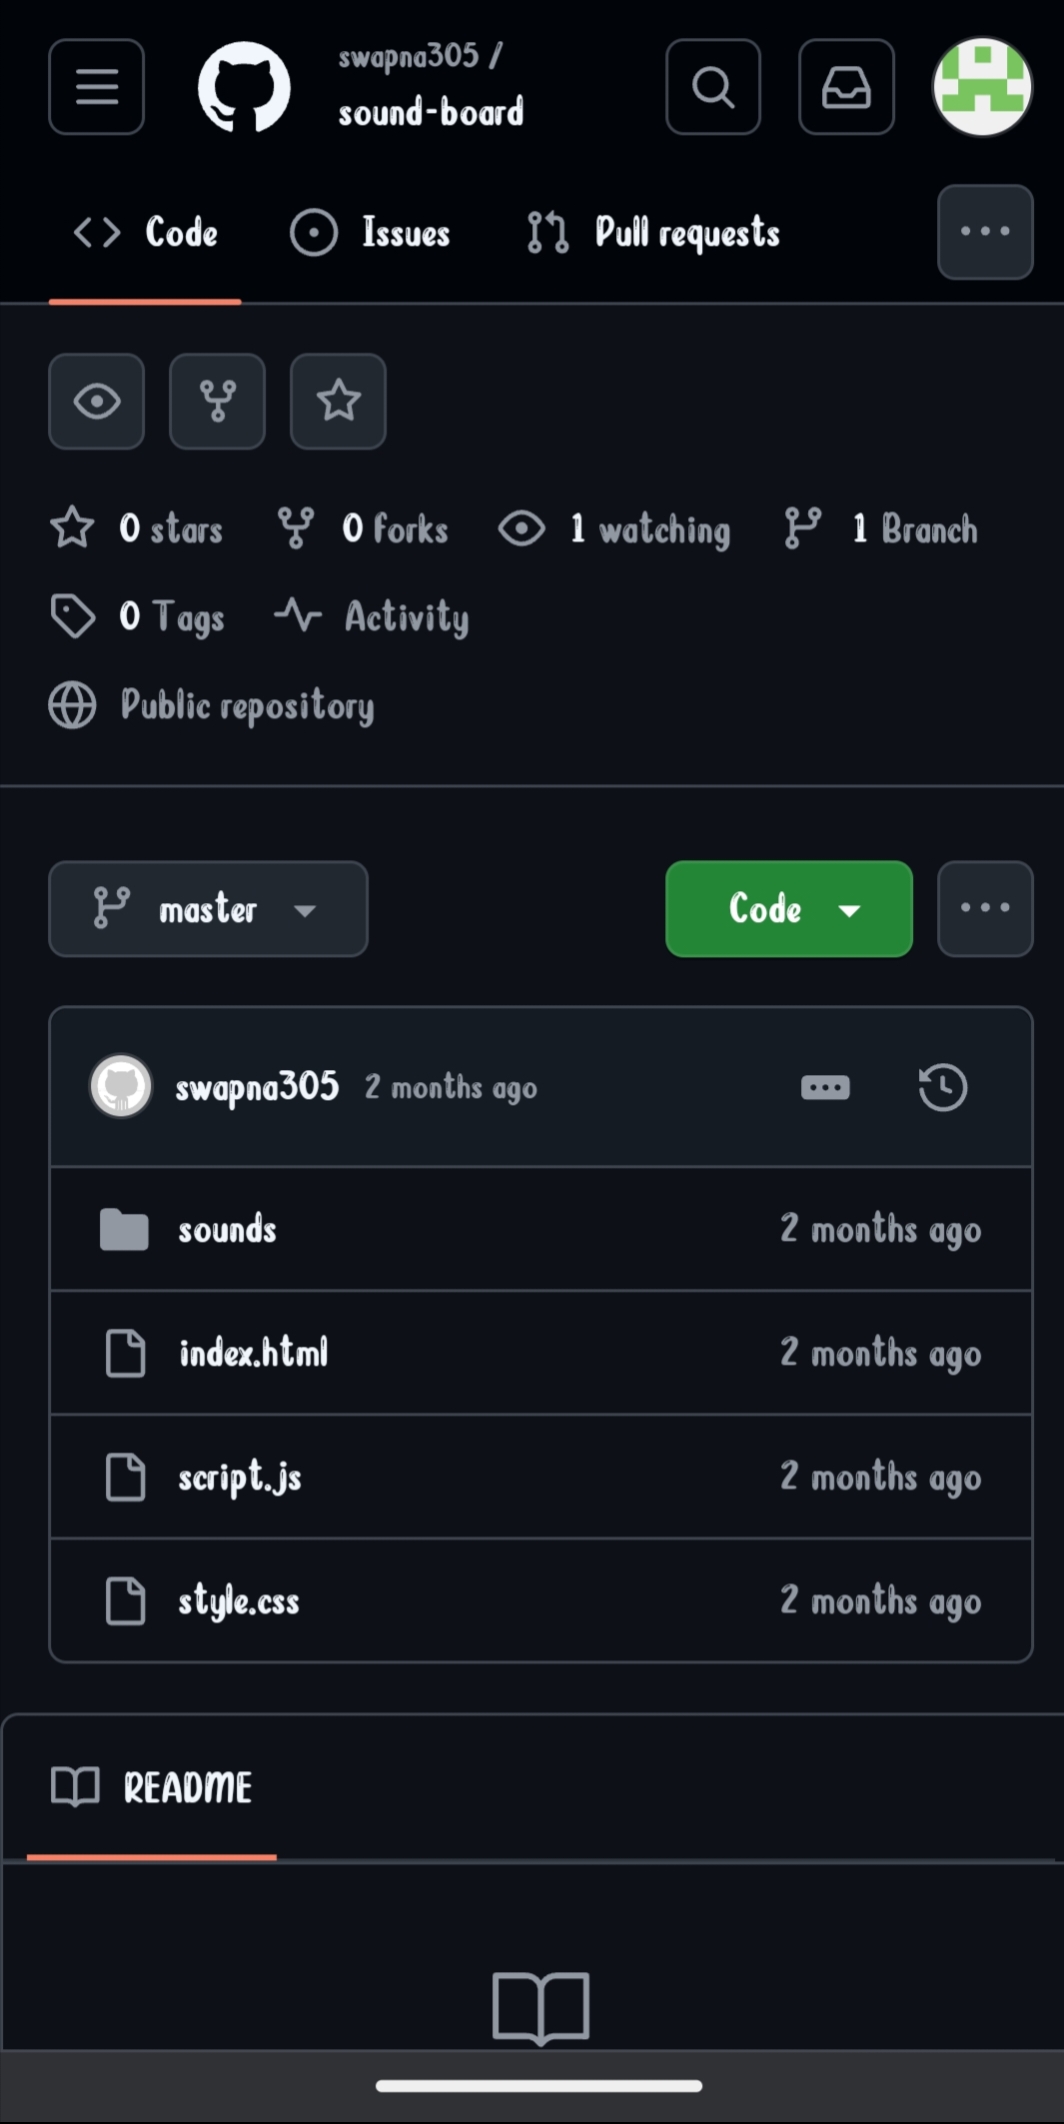 swapna305 /
sound-board
Code Issues Pull requests
0 stars 0 forks 1 watching 1 Branch
0 Tags Activity
Public repository
master Code
swapna305 2 months ago
sounds 2 months ago
index.html 2 months ago
script.js 2 months ago
style.css 2 months ago
README